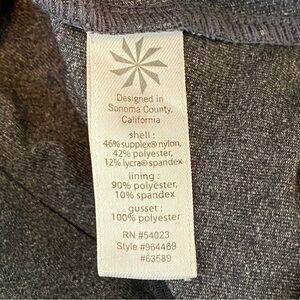 Designed in
Sonoma County,
California
shell :
46% supplex® nylon,
42% polyester,
12% lycra® spandex
lining :
90% polyester,
10% spandex
gusset :
100% polyester
RN #54023
Style #964469
#63589